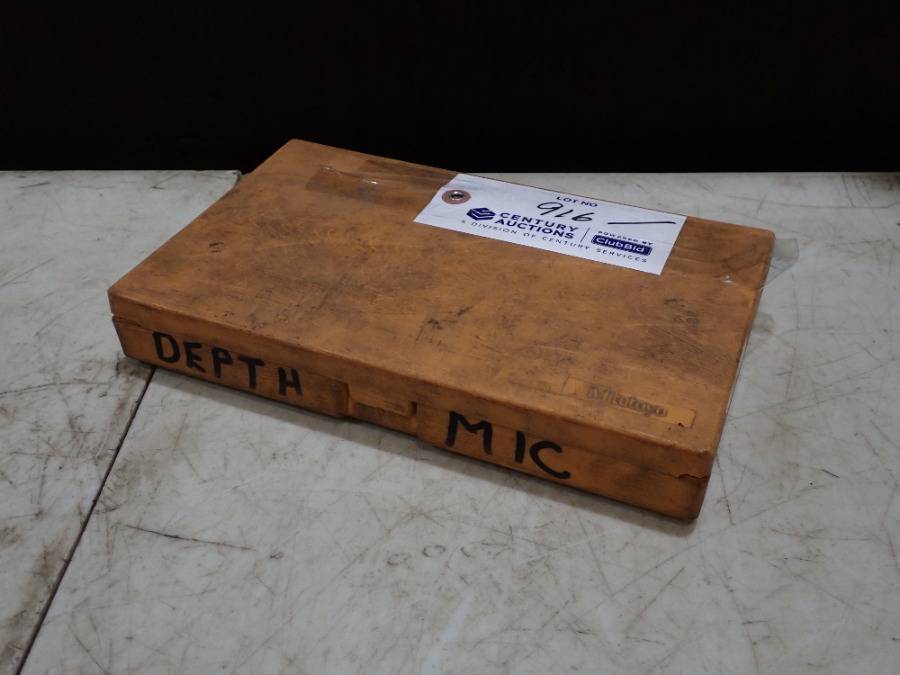 LOT NO
916
CENTURY
AUCTIONS
A DIVISION OF CENTURY SERVICES
POWERED BY
ClubBid
Mitutoyo
DEPTH MIC